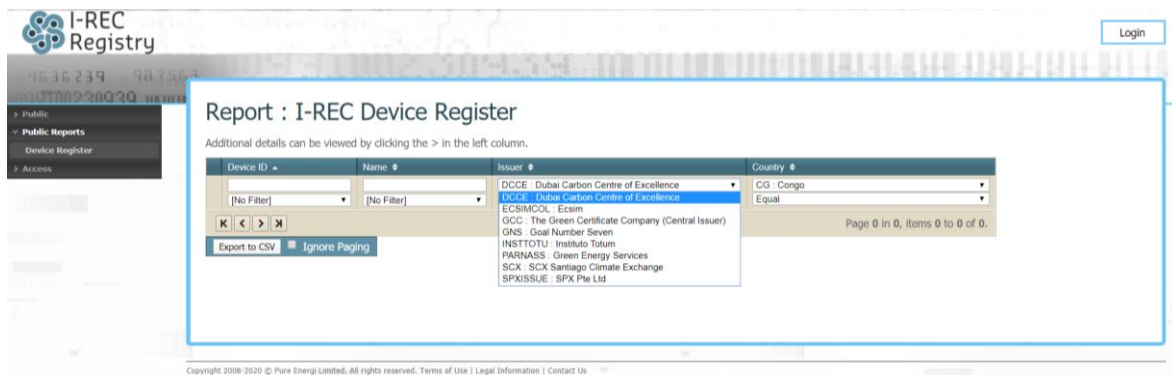 I-REC
Registry
Login
Public
Public Reports
Device Register
Access
Report : I-REC Device Register
Additional details can be viewed by clicking the > in the left column.
Device ID Name Issuer Country
DCCE : Dubai Carbon Centre of Excellence CG : Congo
[No Filter] [No Filter] DCCE : Dubai Carbon Centre of Excellence Equal
ECSIMCOL : Ecsim
GCC : The Green Certificate Company (Central Issuer)
GNS : Goal Number Seven
INSTTOTU : Instituto Totum
PARNASS : Green Energy Services
SCX : SCX Santiago Climate Exchange
SPXISSUE : SPX Pte Ltd
Page 0 in 0, items 0 to 0 of 0.
Export to CSV Ignore Paging
Copyright 2008-2020 © Pure Energi Limited. All rights reserved. Terms of Use | Legal Information | Contact Us